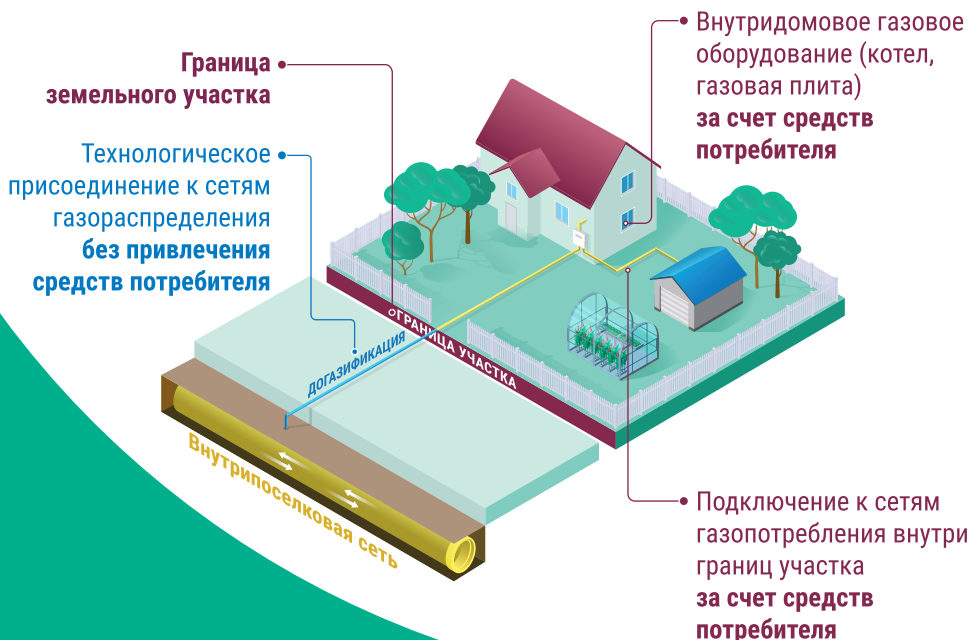 Граница
земельного участка
Технологическое
присоединение к сетям
газораспределения
без привлечения
средств потребителя
Внутридомовое газовое
оборудование (котел,
газовая плита)
за счет средств
потребителя
ГРАНИЦА УЧАСТКА
ДОГАЗИФИКАЦИЯ
Внутрипоселковая сеть
Подключение к сетям
газопотребления внутри
границ участка
за счет средств
потребителя